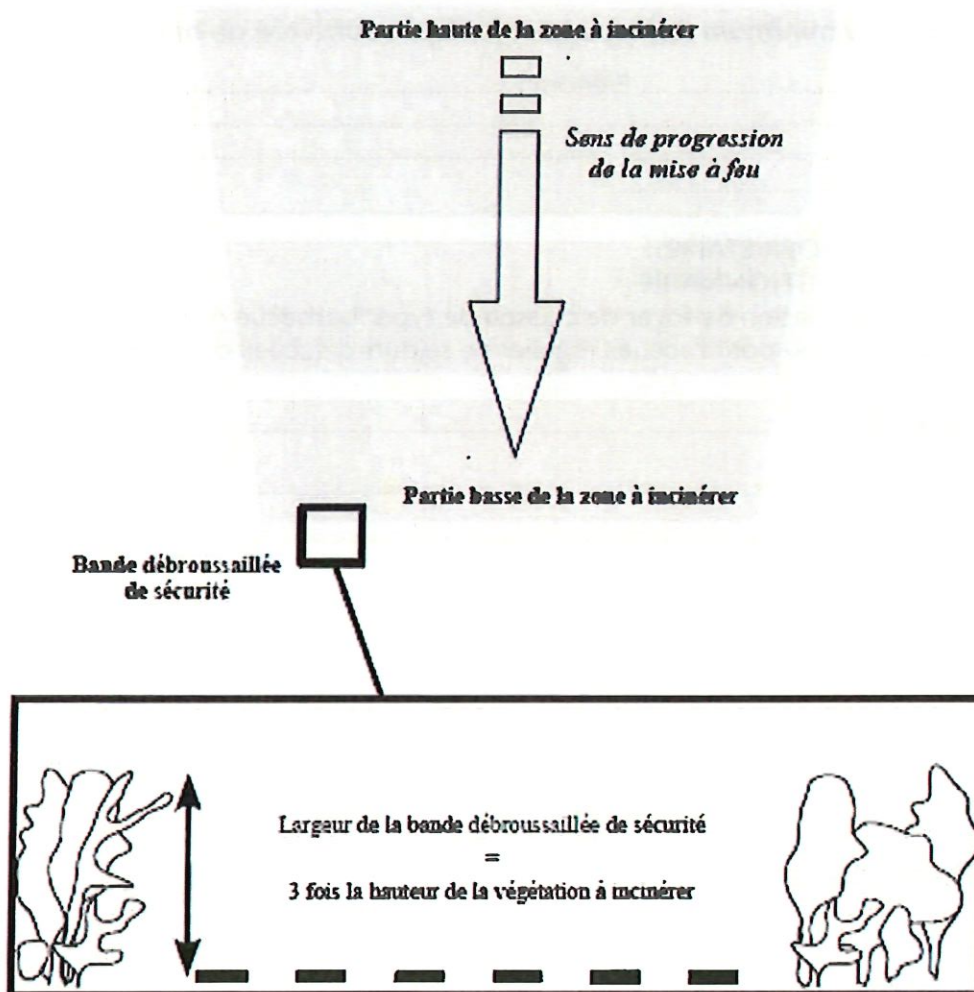 Partie haute de la zone à incinérer
Sens de progression
de la mise à feu
Partie basse de la zone à incinérer
Bande débroussaillée
de sécurité
Largeur de la bande débroussaillée de sécurité
=
3 fois la hauteur de la végétation à incinérer